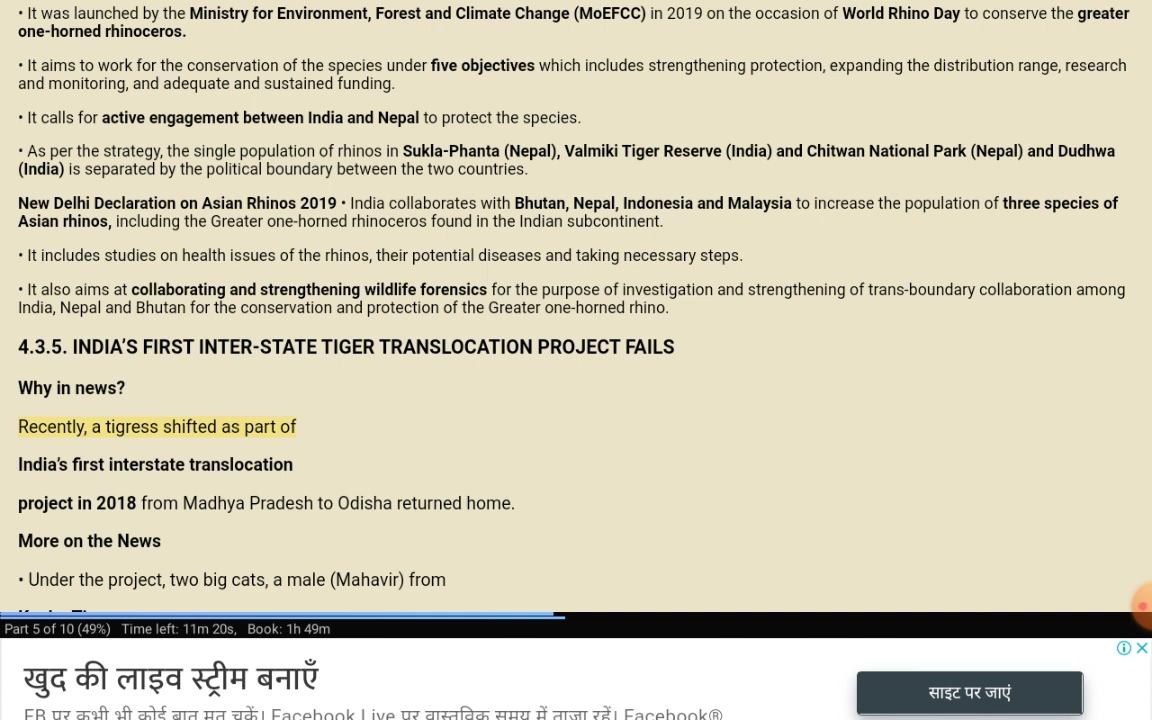 • It was launched by the Ministry for Environment, Forest and Climate Change (MoEFCC) in 2019 on the occasion of World Rhino Day to conserve the greater
one-horned rhinoceros.
• It aims to work for the conservation of the species under five objectives which includes strengthening protection, expanding the distribution range, research
and monitoring, and adequate and sustained funding.
• It calls for active engagement between India and Nepal to protect the species.
• As per the strategy, the single population of rhinos in Sukla-Phanta (Nepal), Valmiki Tiger Reserve (India) and Chitwan National Park (Nepal) and Dudhwa
(India) is separated by the political boundary between the two countries.
New Delhi Declaration on Asian Rhinos 2019 • India collaborates with Bhutan, Nepal, Indonesia and Malaysia to increase the population of three species of
Asian rhinos, including the Greater one-horned rhinoceros found in the Indian subcontinent.
• It includes studies on health issues of the rhinos, their potential diseases and taking necessary steps.
• It also aims at collaborating and strengthening wildlife forensics for the purpose of investigation and strengthening of trans-boundary collaboration among
India, Nepal and Bhutan for the conservation and protection of the Greater one-horned rhino.
4.3.5. INDIA’S FIRST INTER-STATE TIGER TRANSLOCATION PROJECT FAILS
Why in news?
Recently, a tigress shifted as part of
India’s first interstate translocation
project in 2018 from Madhya Pradesh to Odisha returned home.
More on the News
• Under the project, two big cats, a male (Mahavir) from
Part 5 of 10 (49%) Time left: 11m 20s, Book: 1h 49m
खुद की लाइव स्ट्रीम बनाएँ
साइट पर जाएं
FB पर कभी भी कोई बात मत चूकें। Facebook Live पर वास्तविक समय में ताज़ा रहें। Facebook®